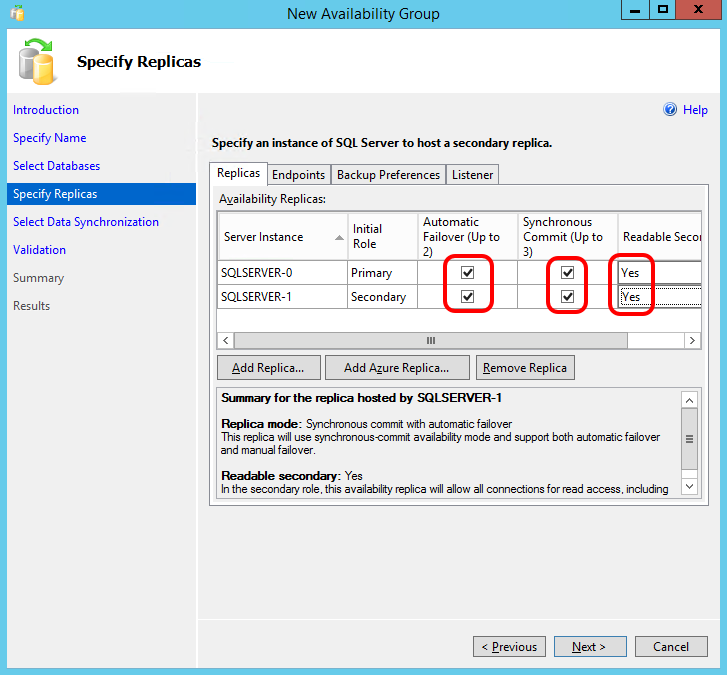 New Availability Group
Specify Replicas
Introduction
Specify Name
Select Databases
Specify Replicas
Select Data Synchronization
Validation
Summary
Results
Help
Specify an instance of SQL Server to host a secondary replica.
Replicas
Endpoints
Backup Preferences
Listener
Availability Replicas:
Server Instance
Initial
Role
Automatic
Failover (Up to
2)
Synchronous
Commit (Up to
3)
Readable Secor
SQLSERVER-0
Primary
Yes
SQLSERVER-1
Secondary
Yes
Add Replica...
Add Azure Replica...
Remove Replica
Summary for the replica hosted by SQLSERVER-1
Replica mode: Synchronous commit with automatic failover
This replica will use synchronous-commit availability mode and support both automatic failover
and manual failover.
Readable secondary: Yes
In the secondary role, this availability replica will allow all connections for read access, including
< Previous
Next >
Cancel